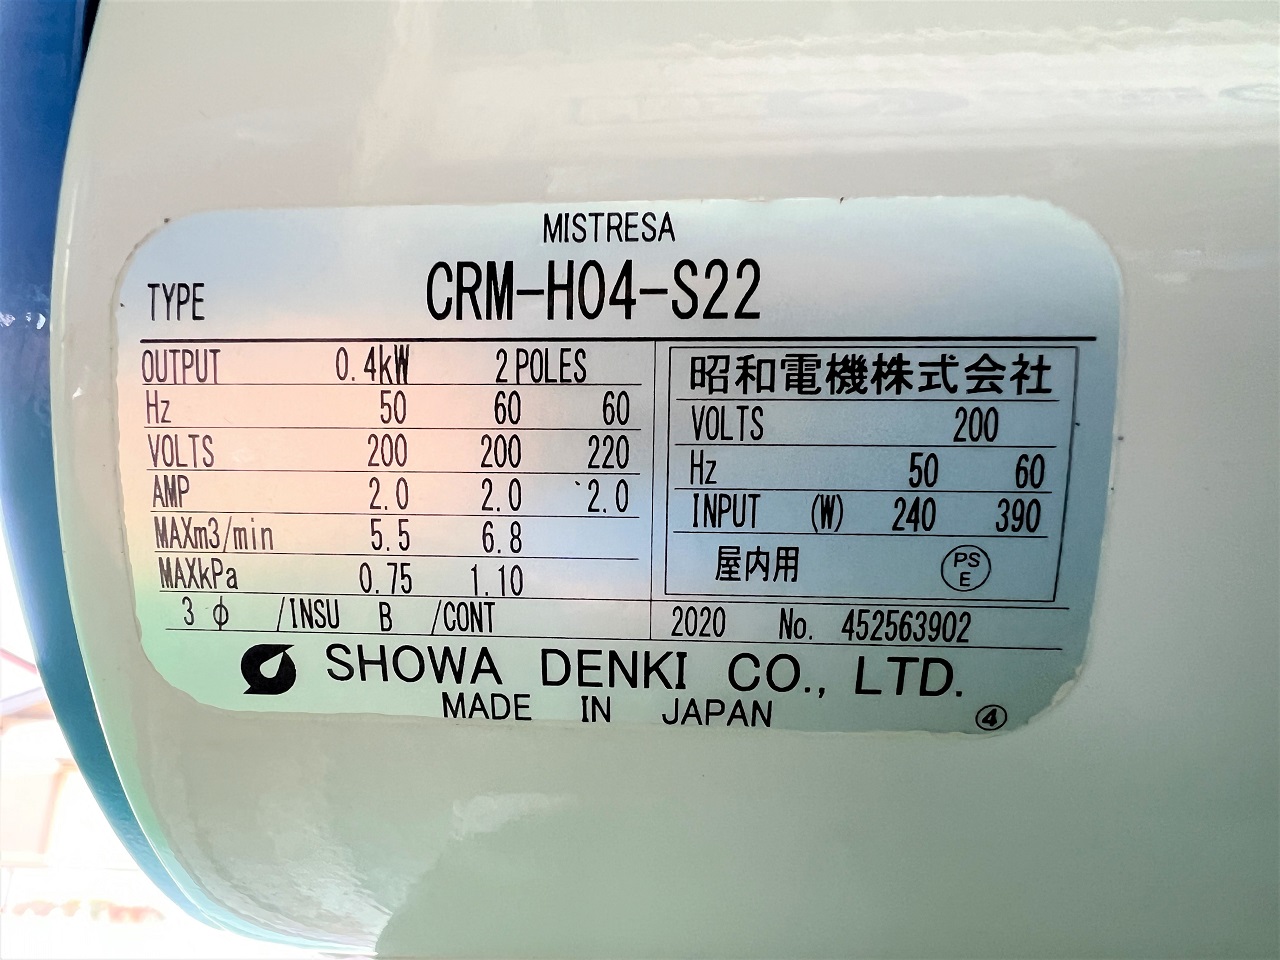 MISTRESA
TYPE CRM-H04-S22
OUTPUT 0.4kW 2 POLES
Hz 50 60 60
VOLTS 200 200 220
AMP 2.0 2.0 2.0
MAXm3/min 5.5 6.8
MAXkPa 0.75 1.10
3 φ /INSU B /CONT
昭和電機株式会社
VOLTS 200
Hz 50 60
INPUT (W) 240 390
屋内用 PS E
2020 No. 452563902
SHOWA DENKI CO., LTD.
MADE IN JAPAN ④